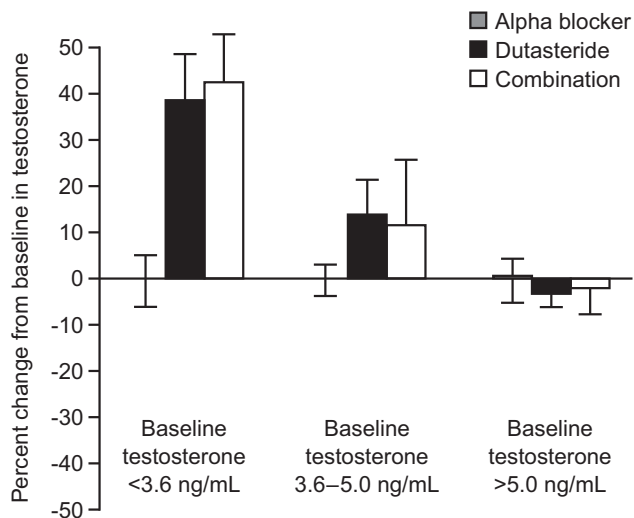 Alpha blocker
Dutasteride
Combination
Percent change from baseline in testosterone
50
40
30
20
10
0
-10
-20
-30
-40
-50
Baseline
testosterone
<3.6 ng/mL
Baseline
testosterone
3.6–5.0 ng/mL
Baseline
testosterone
>5.0 ng/mL